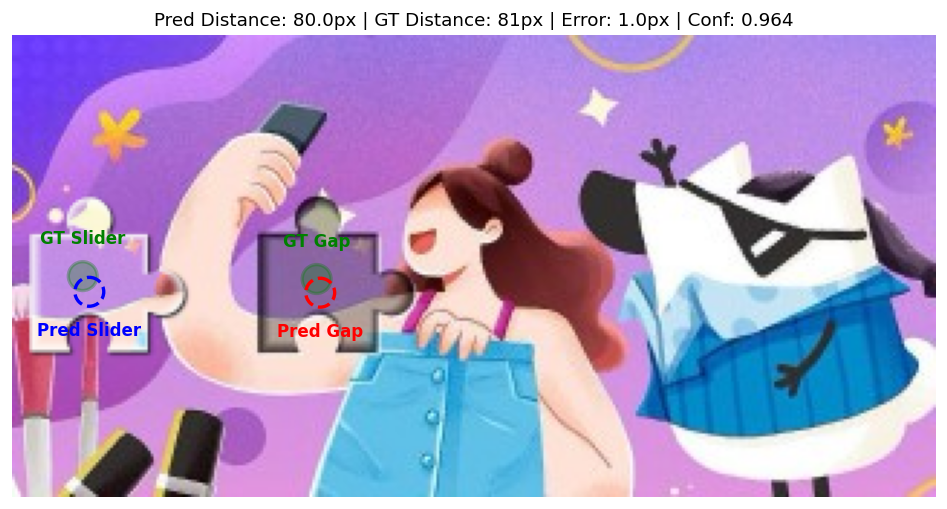 Pred Distance: 80.0px | GT Distance: 81px | Error: 1.0px | Conf: 0.964
GT Slider
GT Gap
Pred Slider
Pred Gap